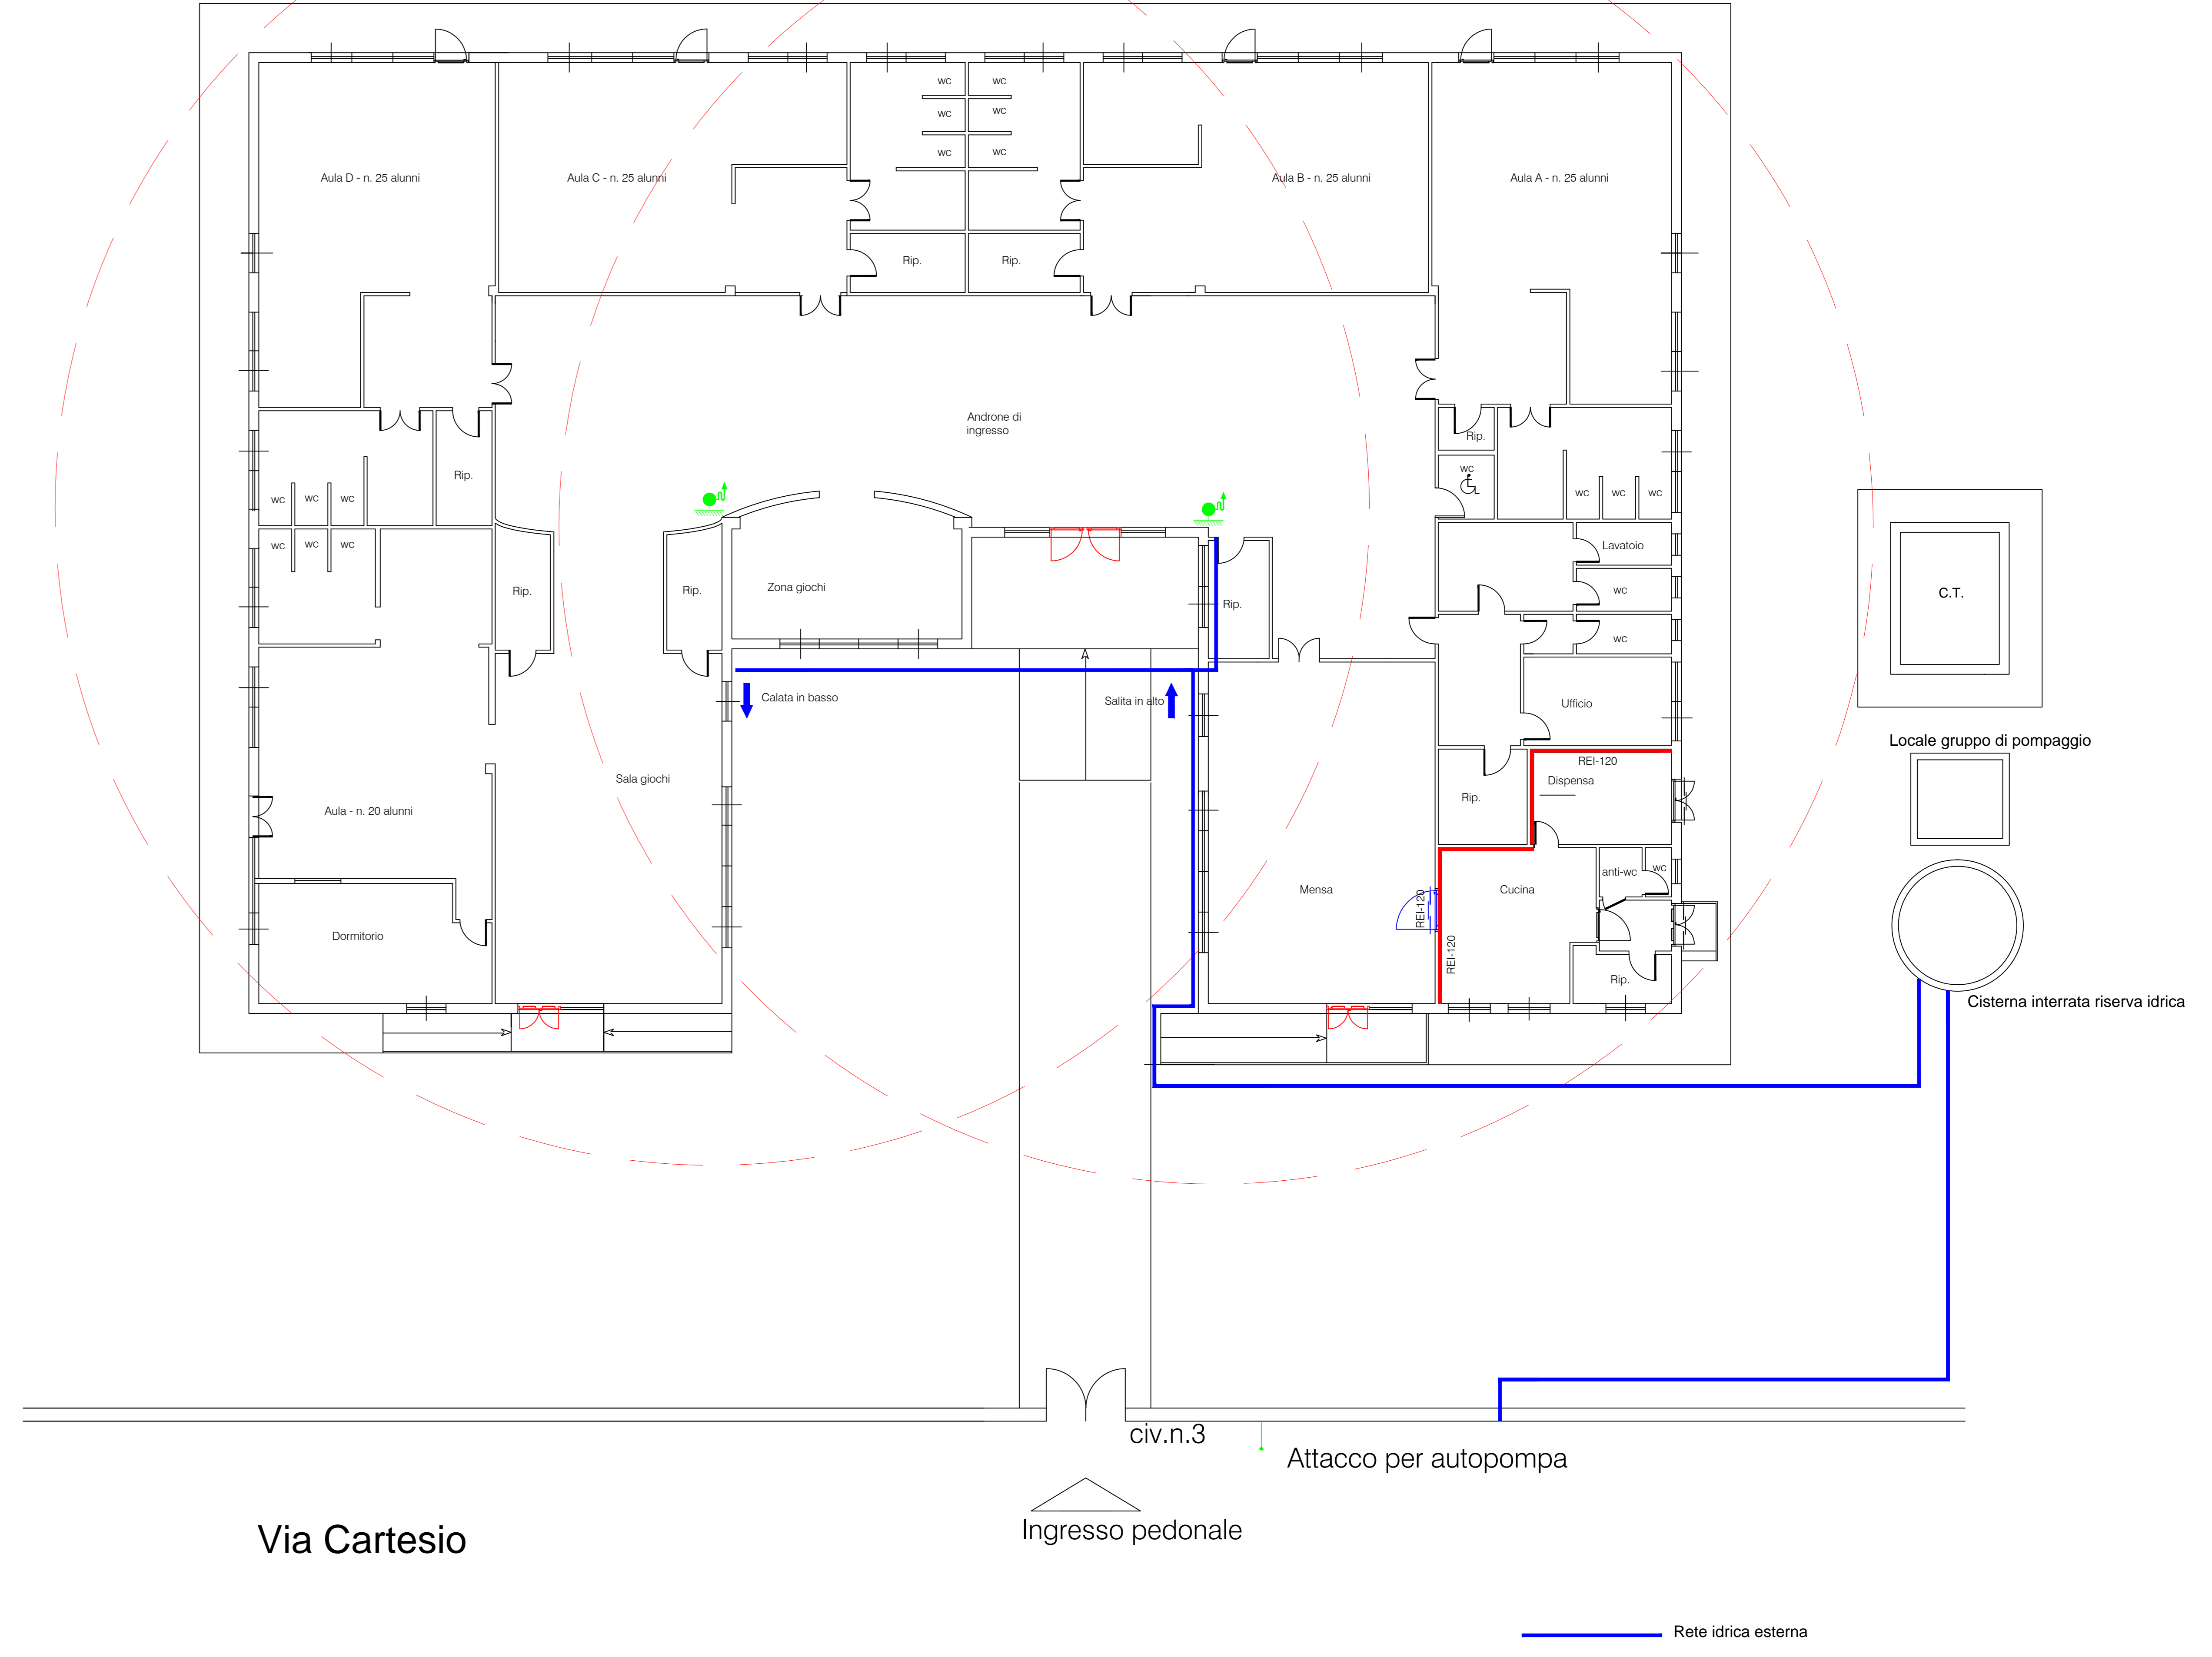 WC
WC
WC
WC
WC
WC
Aula D - n. 25 alunni
Aula C - n. 25 alunni
Aula B - n. 25 alunni
Aula A - n. 25 alunni
Rip.
Rip.
Androne di
ingresso
Rip.
Rip.
WC
WC
WC
WC
WC
WC
WC
WC
WC
WC
Lavatoio
Rip.
Rip.
Zona giochi
Rip.
WC
C.T.
WC
Calata in basso
Salita in alto
Ufficio
Locale gruppo di pompaggio
REI-120
Dispensa
Sala giochi
Rip.
Aula - n. 20 alunni
anti-wc
WC
Mensa
REI-120
Cucina
Dormitorio
REI-120
Rip.
Cisterna interrata riserva idrica
civ.n.3
Attacco per autopompa
Ingresso pedonale
Via Cartesio
Rete idrica esterna